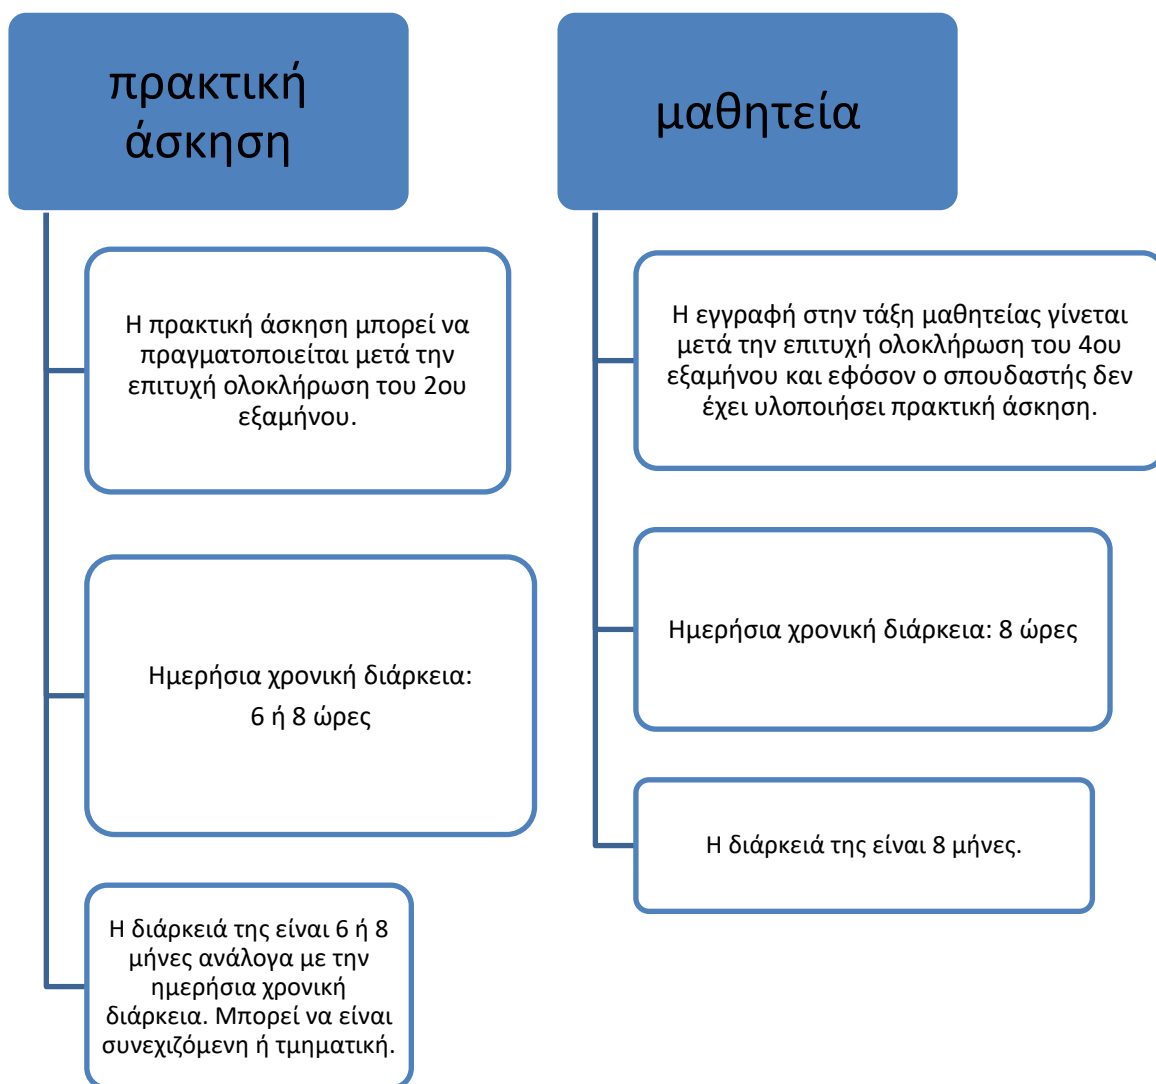 πρακτική
άσκηση
Η πρακτική άσκηση μπορεί να
πραγματοποιείται μετά την
επιτυχή ολοκλήρωση του 2ου
εξαμήνου.
Ημερήσια χρονική διάρκεια:
6 ή 8 ώρες
Η διάρκειά της είναι 6 ή 8
μήνες ανάλογα με την
ημερήσια χρονική
διάρκεια. Μπορεί να είναι
συνεχιζόμενη ή τμηματική.
μαθητεία
Η εγγραφή στην τάξη μαθητείας γίνεται
μετά την επιτυχή ολοκλήρωση του 4ου
εξαμήνου και εφόσον ο σπουδαστής δεν
έχει υλοποιήσει πρακτική άσκηση.
Ημερήσια χρονική διάρκεια: 8 ώρες
Η διάρκειά της είναι 8 μήνες.